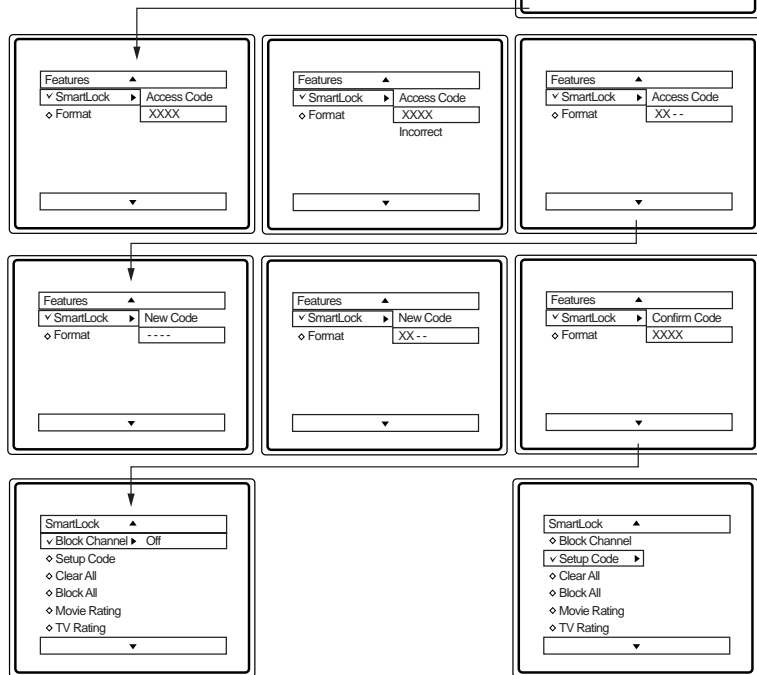 Features
SmartLock Access Code
Format XXXX
Features
SmartLock Access Code
Format XXXX
Incorrect
Features
SmartLock Access Code
Format XX - -
Features
SmartLock New Code
Format - - - -
Features
SmartLock New Code
Format XX - -
Features
SmartLock Confirm Code
Format XXXX
SmartLock
Block Channel Off
Setup Code
Clear All
Block All
Movie Rating
TV Rating
SmartLock
Block Channel
Setup Code
Clear All
Block All
Movie Rating
TV Rating